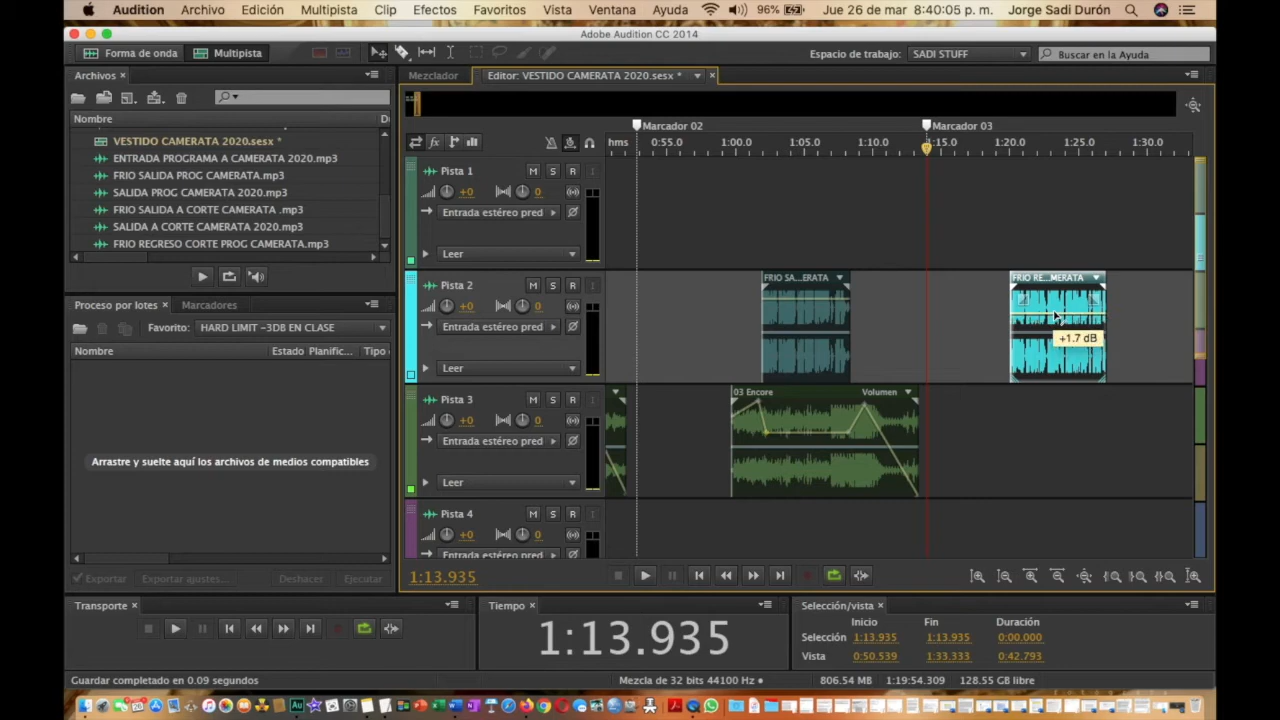 Audition Archivo Edición Multipista Clip Efectos Favoritos Vista Ventana Ayuda 96% Jue 26 de mar 8:40:05 p. m. Jorge Sadi Durón
Adobe Audition CC 2014
Forma de onda Multipista Espacio de trabajo: SADI STUFF Buscar en la Ayuda
Archivos Mezclador Editor: VESTIDO CAMERATA 2020.sesx *
Nombre
Marcador 02 Marcador 03
VESTIDO CAMERATA 2020.sesx *
hms 0:55.0 1:00.0 1:05.0 1:10.0 1:15.0 1:20.0 1:25.0 1:30.0
ENTRADA PROGRAMA A CAMERATA 2020.mp3
FRIO SALIDA PROG CAMERATA.mp3
SALIDA PROG CAMERATA 2020.mp3
FRIO SALIDA A CORTE CAMERATA .mp3
SALIDA A CORTE CAMERATA 2020.mp3
FRIO REGRESO CORTE PROG CAMERATA.mp3
Pista 1 M S R I
+0 0
Entrada estéreo pred
Leer
Pista 2 M S R I
FRIO SA...ERATA FRIO RE...MERATA
+0 0
Entrada estéreo pred
+1.7 dB
Leer
Proceso por lotes Marcadores
Favorito: HARD LIMIT -3DB EN CLASE
Nombre Estado Planific... Tipo
Arrastre y suelte aquí los archivos de medios compatibles
Exportar Exportar ajustes... Deshacer Ejecutar
Pista 3 M S R I
03 Encore Volumen
+0 0
Entrada estéreo pred
Leer
Pista 4 M S R I
+0 0
Entrada estéreo pred
1:13.935
Transporte Tiempo Selección/vista
1:13.935
Inicio Fin Duración
Selección 1:13.935 1:13.935 0:00.000
Vista 0:50.539 1:33.333 0:42.793
Guardar completado en 0.09 segundos Mezcla de 32 bits 44100 Hz 806.54 MB 1:19:54.309 128.55 GB libre